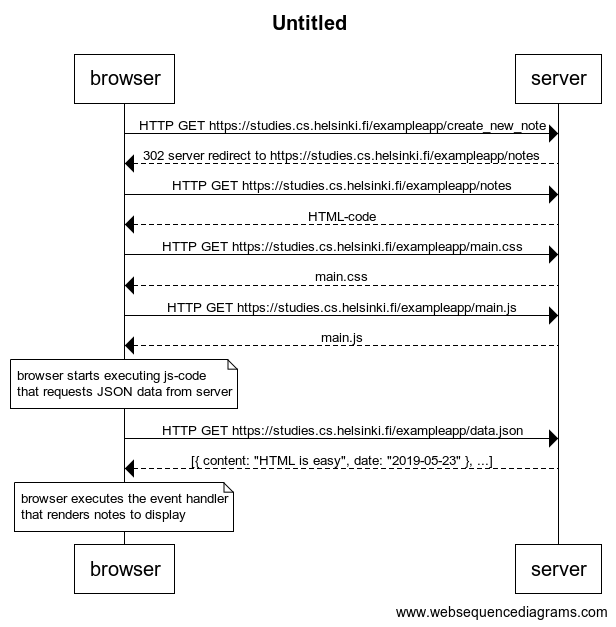 Untitled
browser
server
HTTP GET https://studies.cs.helsinki.fi/exampleapp/create_new_note
302 server redirect to https://studies.cs.helsinki.fi/exampleapp/notes
HTTP GET https://studies.cs.helsinki.fi/exampleapp/notes
HTML-code
HTTP GET https://studies.cs.helsinki.fi/exampleapp/main.css
main.css
HTTP GET https://studies.cs.helsinki.fi/exampleapp/main.js
main.js
browser starts executing js-code
that requests JSON data from server
HTTP GET https://studies.cs.helsinki.fi/exampleapp/data.json
[{ content: "HTML is easy", date: "2019-05-23" }, ...]
browser executes the event handler
that renders notes to display
browser
server
www.websequencediagrams.com